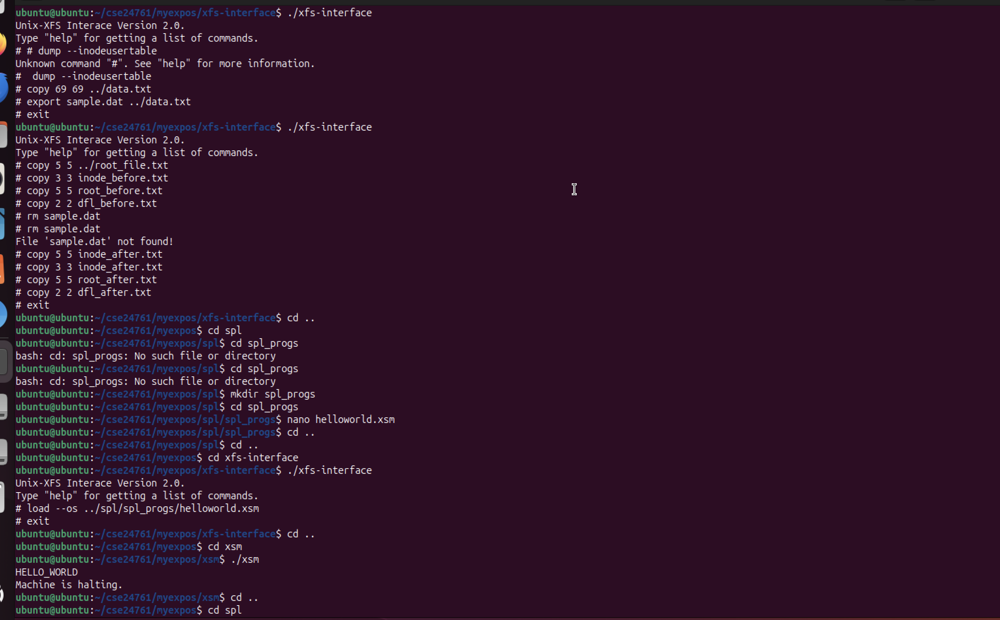 ubuntu@ubuntu:~/cse24761/myexpos/xfs-interface$ ./xfs-interface
Unix-XFS Interace Version 2.0.
Type "help" for getting a list of commands.
# # dump --inodeusertable
Unknown command "#". See "help" for more information.
#  dump --inodeusertable
# copy 69 69 ../data.txt
# export sample.dat ../data.txt
# exit
ubuntu@ubuntu:~/cse24761/myexpos/xfs-interface$ ./xfs-interface
Unix-XFS Interace Version 2.0.
Type "help" for getting a list of commands.
# copy 5 5 ../root_file.txt
# copy 3 3 inode_before.txt
# copy 5 5 root_before.txt
# copy 2 2 dfl_before.txt
# rm sample.dat
# rm sample.dat
File 'sample.dat' not found!
# copy 5 5 inode_after.txt
# copy 3 3 inode_after.txt
# copy 5 5 root_after.txt
# copy 2 2 dfl_after.txt
# exit
ubuntu@ubuntu:~/cse24761/myexpos/xfs-interface$ cd ..
ubuntu@ubuntu:~/cse24761/myexpos$ cd spl
ubuntu@ubuntu:~/cse24761/myexpos/spl$ cd spl_progs
bash: cd: spl_progs: No such file or directory
ubuntu@ubuntu:~/cse24761/myexpos/spl$ cd spl_progs
bash: cd: spl_progs: No such file or directory
ubuntu@ubuntu:~/cse24761/myexpos/spl$ mkdir spl_progs
ubuntu@ubuntu:~/cse24761/myexpos/spl$ cd spl_progs
ubuntu@ubuntu:~/cse24761/myexpos/spl/spl_progs$ nano helloworld.xsm
ubuntu@ubuntu:~/cse24761/myexpos/spl/spl_progs$ cd ..
ubuntu@ubuntu:~/cse24761/myexpos/spl$ cd ..
ubuntu@ubuntu:~/cse24761/myexpos$ cd xfs-interface
ubuntu@ubuntu:~/cse24761/myexpos/xfs-interface$ ./xfs-interface
Unix-XFS Interace Version 2.0.
Type "help" for getting a list of commands.
# load --os ../spl/spl_progs/helloworld.xsm
# exit
ubuntu@ubuntu:~/cse24761/myexpos/xfs-interface$ cd ..
ubuntu@ubuntu:~/cse24761/myexpos$ cd xsm
ubuntu@ubuntu:~/cse24761/myexpos/xsm$ ./xsm
HELLO_WORLD
Machine is halting.
ubuntu@ubuntu:~/cse24761/myexpos/xsm$ cd ..
ubuntu@ubuntu:~/cse24761/myexpos$ cd spl